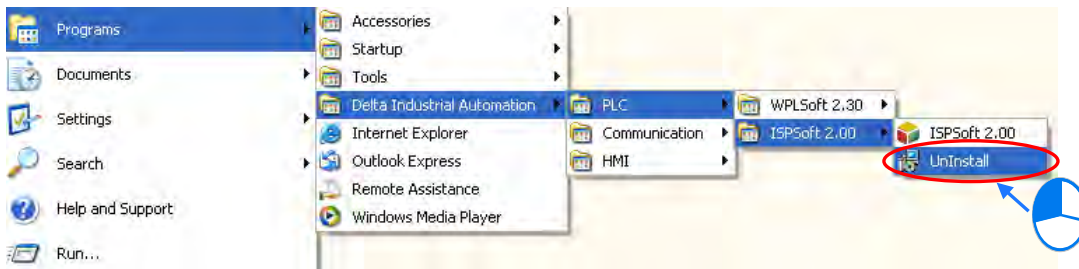 Programs
Documents
Settings
Search
Help and Support
Run...
Accessories
Startup
Tools
Delta Industrial Automation
Internet Explorer
Outlook Express
Remote Assistance
Windows Media Player
PLC
Communication
HMI
WPLSoft 2.30
ISPSoft 2.00
ISPSoft 2.00
UnInstall